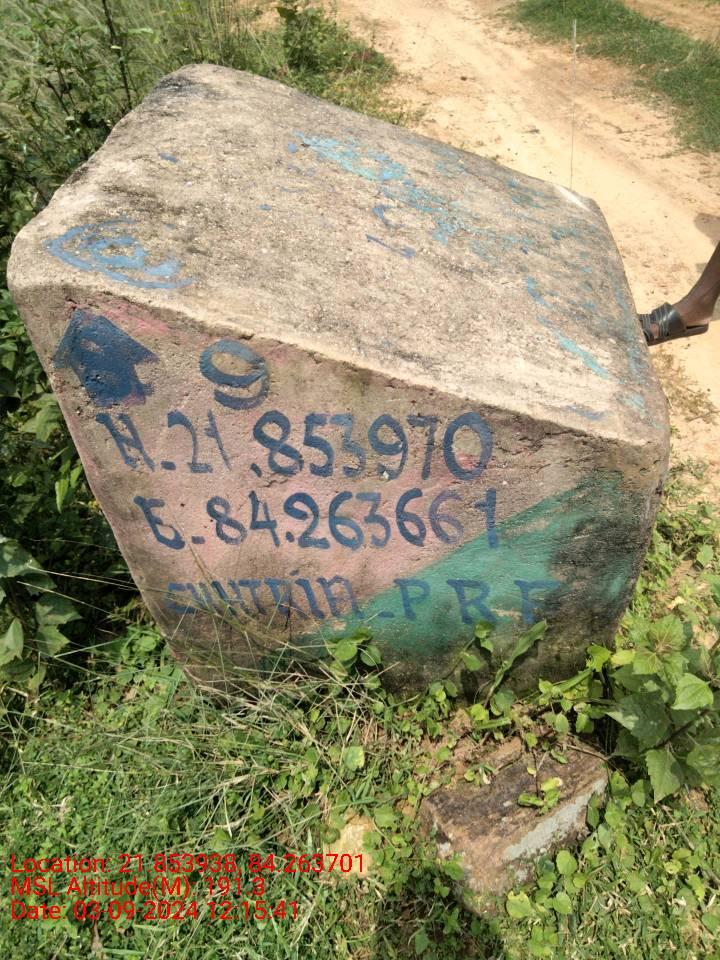 9
N.21.853970
E.84.263661
CHHTRIN-PRF
Location: 21.853938, 84.263701
MSL Altitude(M): 191.3
Date: 03-09-2024 12:15:41